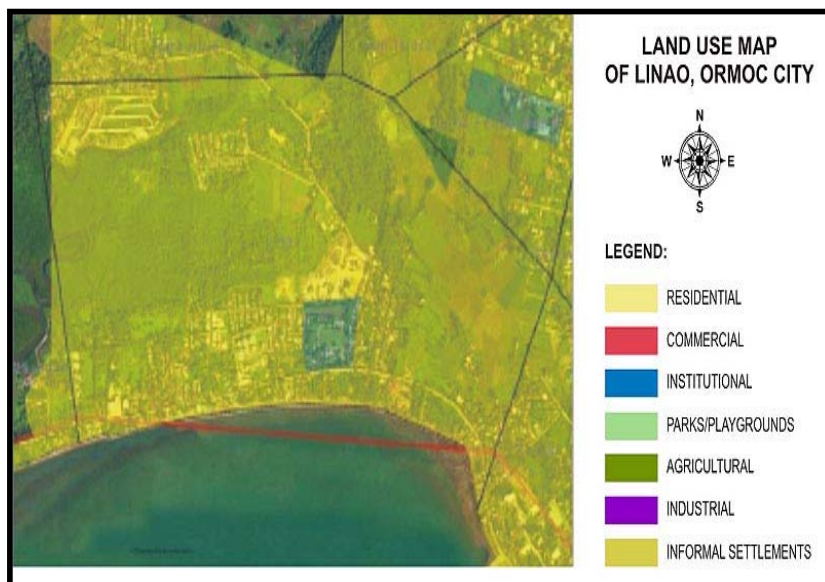 LAND USE MAP
OF LINAO, ORMOC CITY
N
W
E
S
LEGEND:
RESIDENTIAL
COMMERCIAL
INSTITUTIONAL
PARKS/PLAYGROUNDS
AGRICULTURAL
INDUSTRIAL
INFORMAL SETTLEMENTS